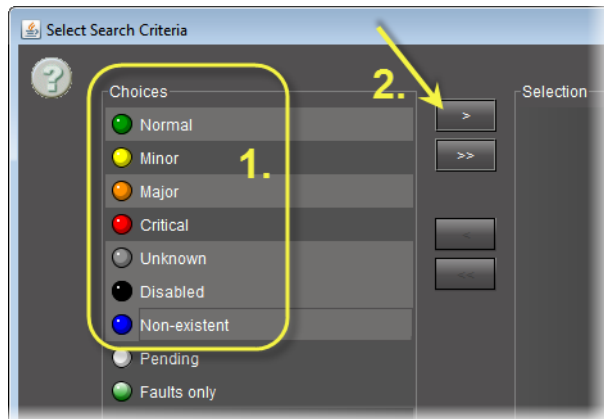 Select Search Criteria
Choices
2.
Selection
>
Normal
Minor
1.
>>
Major
Critical
<
Unknown
<<
Disabled
Non-existent
Pending
Faults only